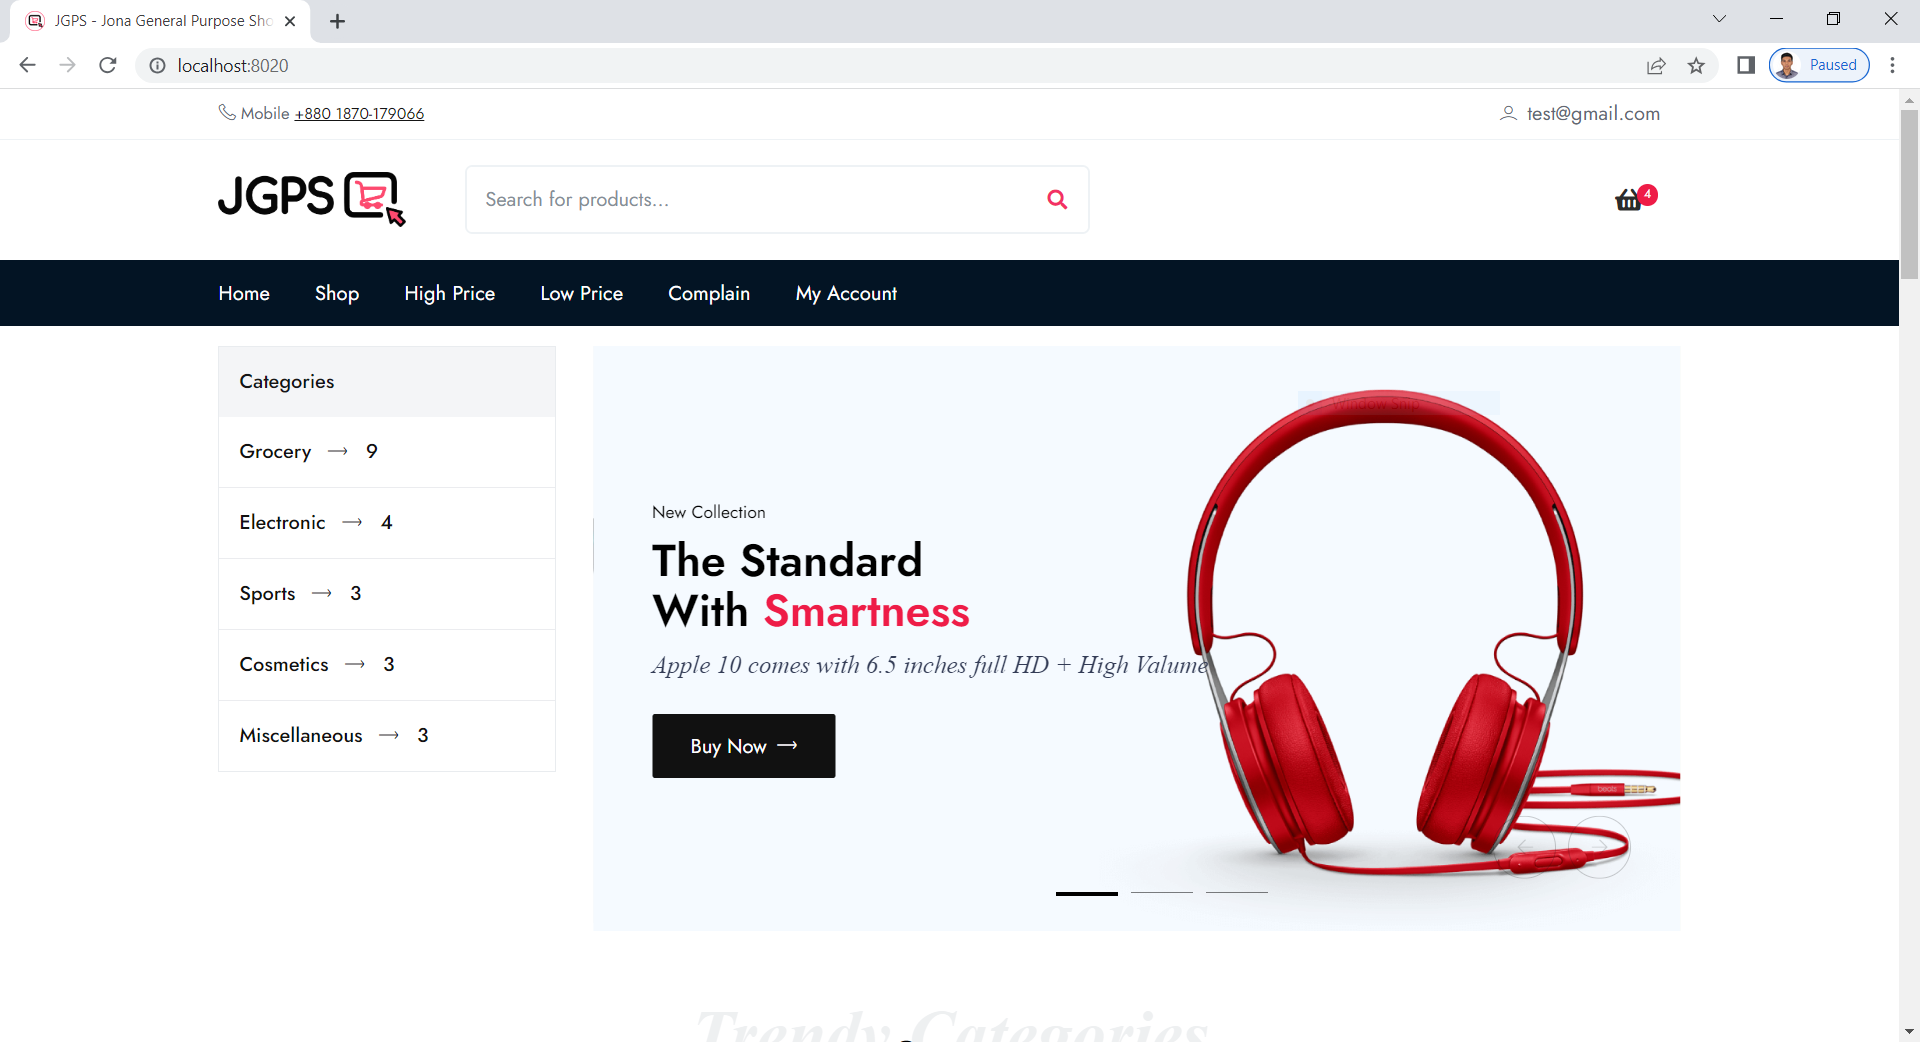 JGPS - Jona General Purpose Sho
localhost:8020
Paused
Mobile +880 1870-179066
test@gmail.com
JGPS
Search for products...
4
Home Shop High Price Low Price Complain My Account
Categories
Grocery → 9
Electronic → 4
Sports → 3
Cosmetics → 3
Miscellaneous → 3
Window Snip
New Collection
The Standard
With Smartness
Apple 10 comes with 6.5 inches full HD + High Valume
Buy Now →
beats
Trendy Categories